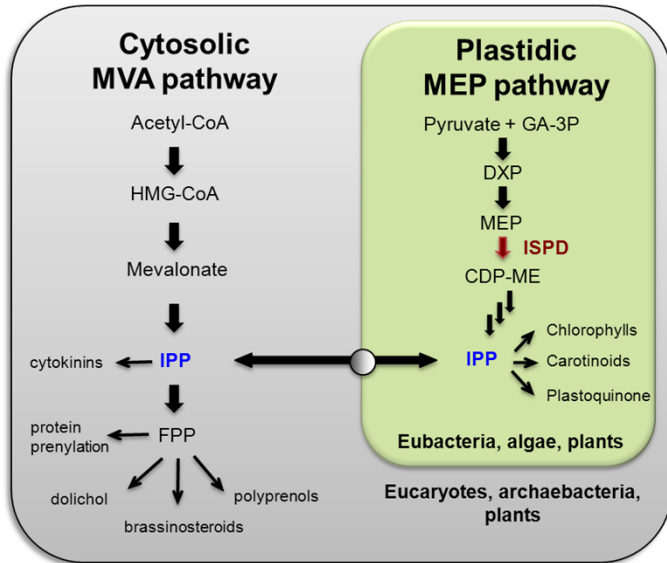 Cytosolic
MVA pathway
Acetyl-CoA
HMG-CoA
Mevalonate
IPP
cytokinins
FPP
protein
prenylation
dolichol
brassinosteroids
polyprenols
Plastidic
MEP pathway
Pyruvate + GA-3P
DXP
MEP
ISPD
CDP-ME
IPP
Chlorophylls
Carotinoids
Plastoquinone
Eubacteria, algae, plants
Eucaryotes, archaebacteria,
plants